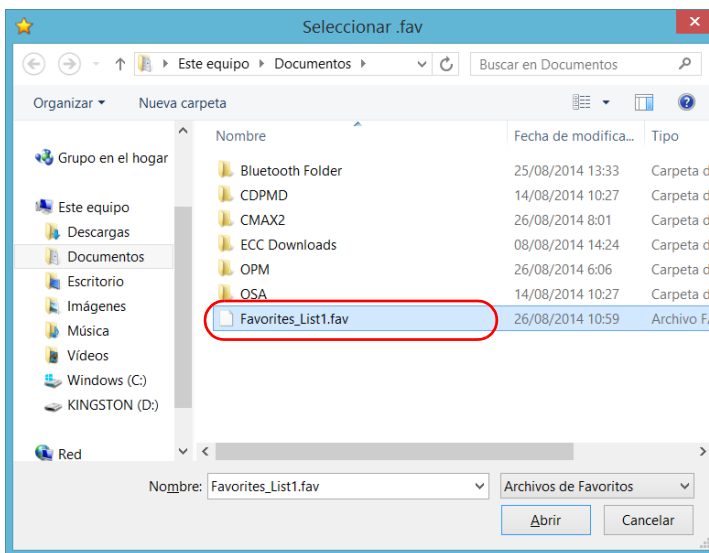 Seleccionar .fav
Este equipo Documentos
Buscar en Documentos
Organizar Nueva carpeta
Nombre Fecha de modifica... Tipo
Grupo en el hogar
Este equipo
Descargas
Documentos
Escritorio
Imágenes
Música
Vídeos
Windows (C:)
KINGSTON (D:)
Red
Bluetooth Folder 25/08/2014 13:33 Carpeta d
CDPMD 14/08/2014 10:27 Carpeta d
CMAX2 26/08/2014 8:01 Carpeta d
ECC Downloads 08/08/2014 14:24 Carpeta d
OPM 26/08/2014 6:06 Carpeta d
OSA 14/08/2014 10:27 Carpeta d
Favorites_List1.fav 26/08/2014 10:59 Archivo FA
Nombre: Favorites_List1.fav Archivos de Favoritos
Abrir Cancelar